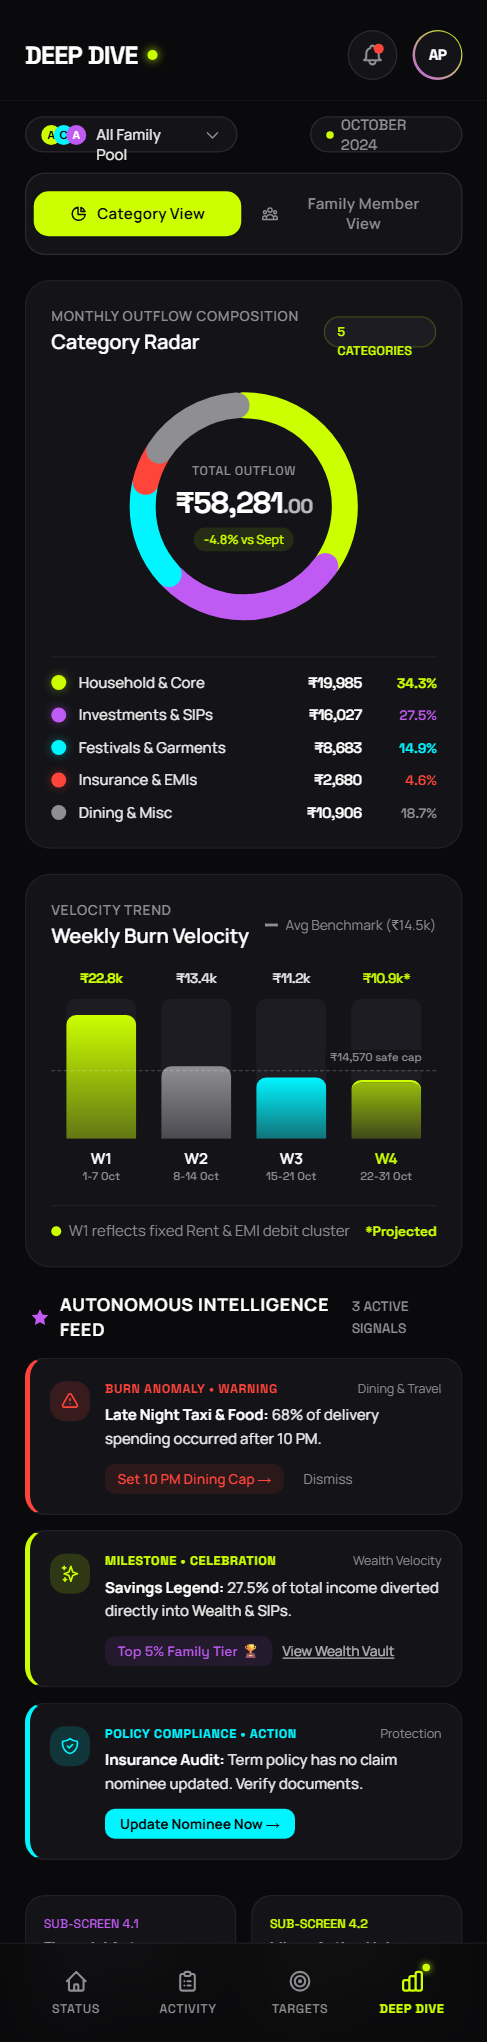 DEEP DIVE
AP
A C A All Family
Pool
OCTOBER
2024
Category View
Family Member
View
MONTHLY OUTFLOW COMPOSITION
Category Radar
5
CATEGORIES
TOTAL OUTFLOW
₹58,281.00
-4.8% vs Sept
Household & Core ₹19,985 34.3%
Investments & SIPs ₹16,027 27.5%
Festivals & Garments ₹8,683 14.9%
Insurance & EMIs ₹2,680 4.6%
Dining & Misc ₹10,906 18.7%
VELOCITY TREND
Weekly Burn Velocity
Avg Benchmark (₹14.5k)
₹22.8k ₹13.4k ₹11.2k ₹10.9k*
₹14,570 safe cap
W1 W2 W3 W4
1-7 Oct 8-14 Oct 15-21 Oct 22-31 Oct
W1 reflects fixed Rent & EMI debit cluster *Projected
AUTONOMOUS INTELLIGENCE
FEED
3 ACTIVE
SIGNALS
BURN ANOMALY • WARNING Dining & Travel
Late Night Taxi & Food: 68% of delivery
spending occurred after 10 PM.
Set 10 PM Dining Cap → Dismiss
MILESTONE • CELEBRATION Wealth Velocity
Savings Legend: 27.5% of total income diverted
directly into Wealth & SIPs.
Top 5% Family Tier 🏆 View Wealth Vault
POLICY COMPLIANCE • ACTION Protection
Insurance Audit: Term policy has no claim
nominee updated. Verify documents.
Update Nominee Now →
SUB-SCREEN 4.1 SUB-SCREEN 4.2
STATUS ACTIVITY TARGETS DEEP DIVE